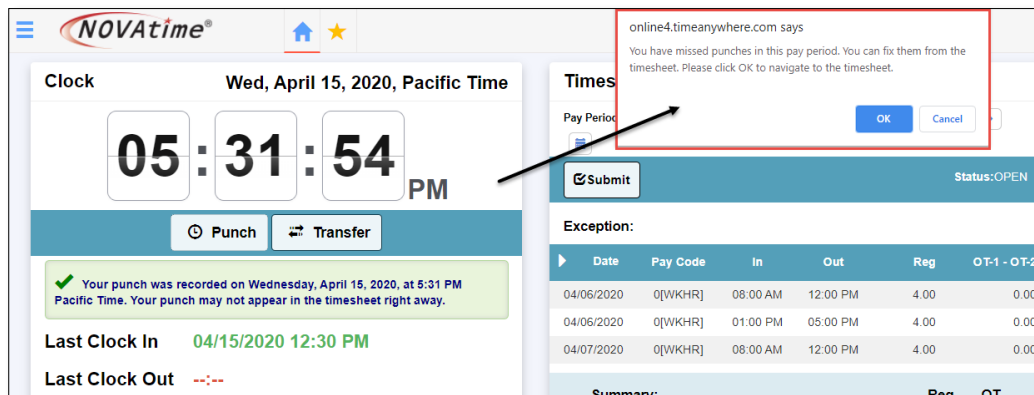 NOVAtime®
Clock
Wed, April 15, 2020, Pacific Time
05 : 31 : 54 PM
Punch
Transfer
Your punch was recorded on Wednesday, April 15, 2020, at 5:31 PM
Pacific Time. Your punch may not appear in the timesheet right away.
Last Clock In 04/15/2020 12:30 PM
Last Clock Out --:--
online4.timeanywhere.com says
You have missed punches in this pay period. You can fix them from the
timesheet. Please click OK to navigate to the timesheet.
OK Cancel
Times
Pay Period
Submit
Status:OPEN
Exception:
Date Pay Code In Out Reg OT-1 - OT-2
04/06/2020 0[WKHR] 08:00 AM 12:00 PM 4.00 0.00
04/06/2020 0[WKHR] 01:00 PM 05:00 PM 4.00 0.00
04/07/2020 0[WKHR] 08:00 AM 12:00 PM 4.00 0.00
Summary: Reg OT